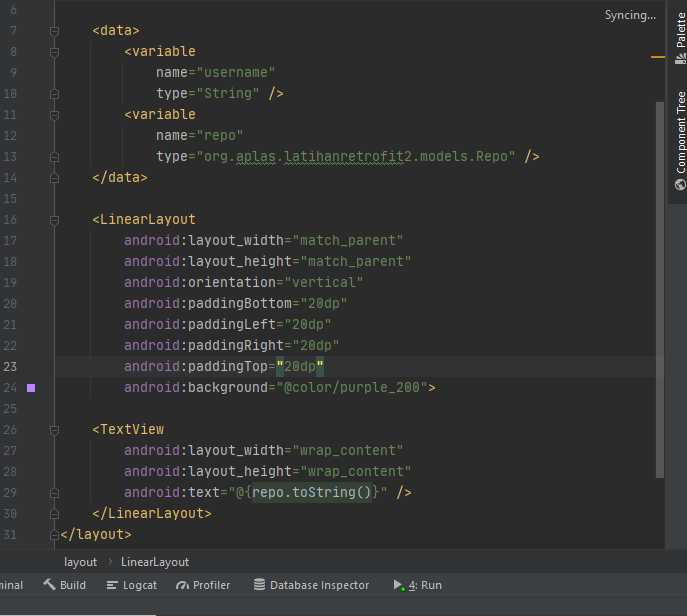 Syncing...
6
7 <data>
8 <variable
9 name="username"
10 type="String" />
11 <variable
12 name="repo"
13 type="org.aplas.latihanretrofit2.models.Repo" />
14 </data>
15
16 <LinearLayout
17 android:layout_width="match_parent"
18 android:layout_height="match_parent"
19 android:orientation="vertical"
20 android:paddingBottom="20dp"
21 android:paddingLeft="20dp"
22 android:paddingRight="20dp"
23 android:paddingTop="20dp"
24 android:background="@color/purple_200">
25
26 <TextView
27 android:layout_width="wrap_content"
28 android:layout_height="wrap_content"
29 android:text="@{repo.toString()}" />
30 </LinearLayout>
31 </layout>
Palette
Component Tree
layout > LinearLayout
minal Build Logcat Profiler Database Inspector 4: Run